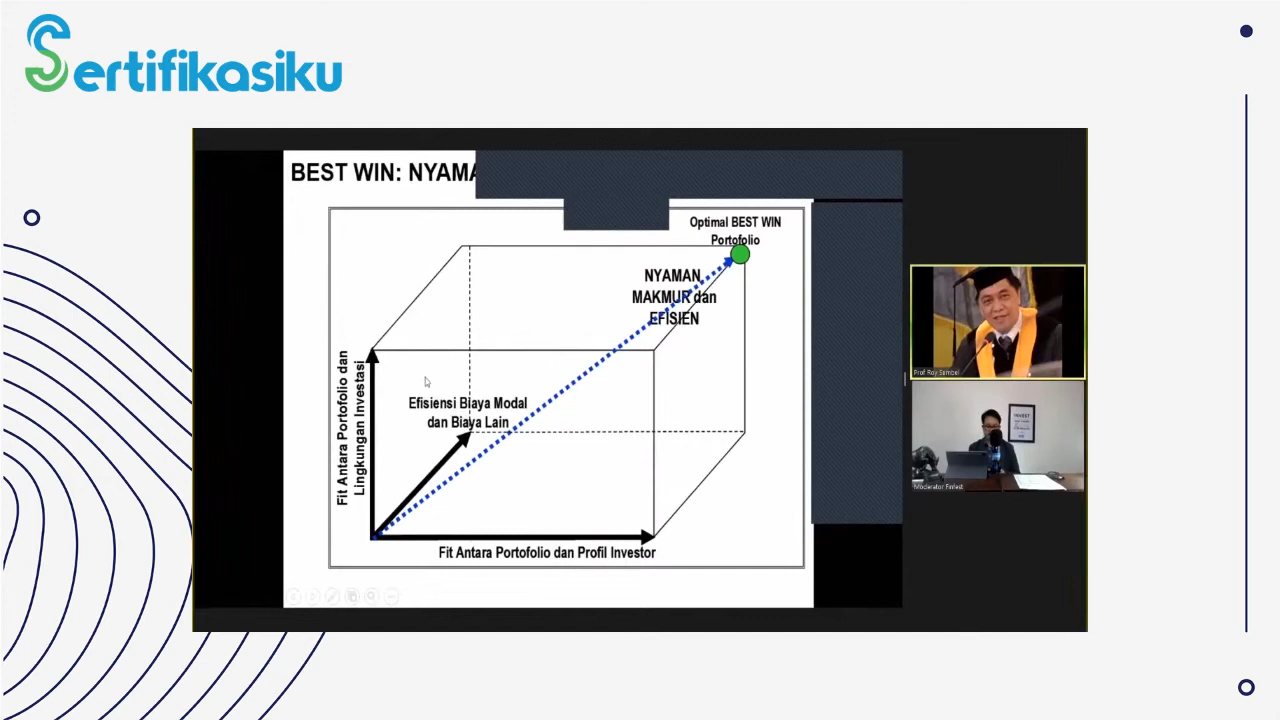 Sertifikasiku
BEST WIN: NYAMA
Optimal BEST WIN
Portofolio
NYAMAN
MAKMUR dan
EFISIEN
Fit Antara Portofolio dan
Lingkungan Investasi
Efisiensi Biaya Modal
dan Biaya Lain
Fit Antara Portofolio dan Profil Investor
Prof Roy Sembel
INVEST
Moderator Finfest